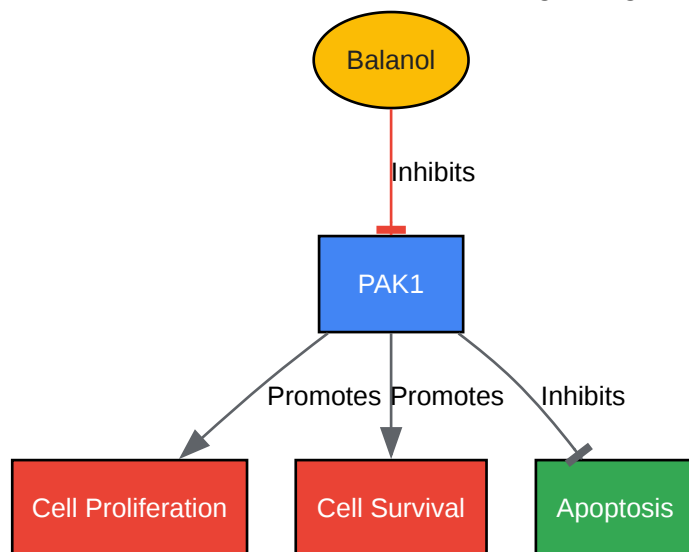 Balanol
Inhibits
PAK1
Promotes
Promotes
Inhibits
Cell Proliferation
Cell Survival
Apoptosis